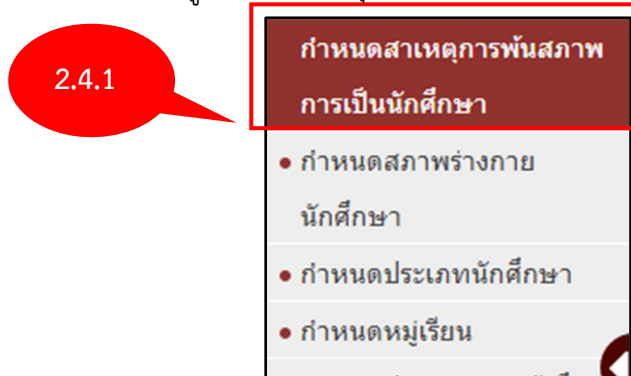 2.4.1
กำหนดสาเหตุการพ้นสภาพ
การเป็นนักศึกษา
กำหนดสภาพร่างกาย
นักศึกษา
กำหนดประเภทนักศึกษา
กำหนดหมู่เรียน